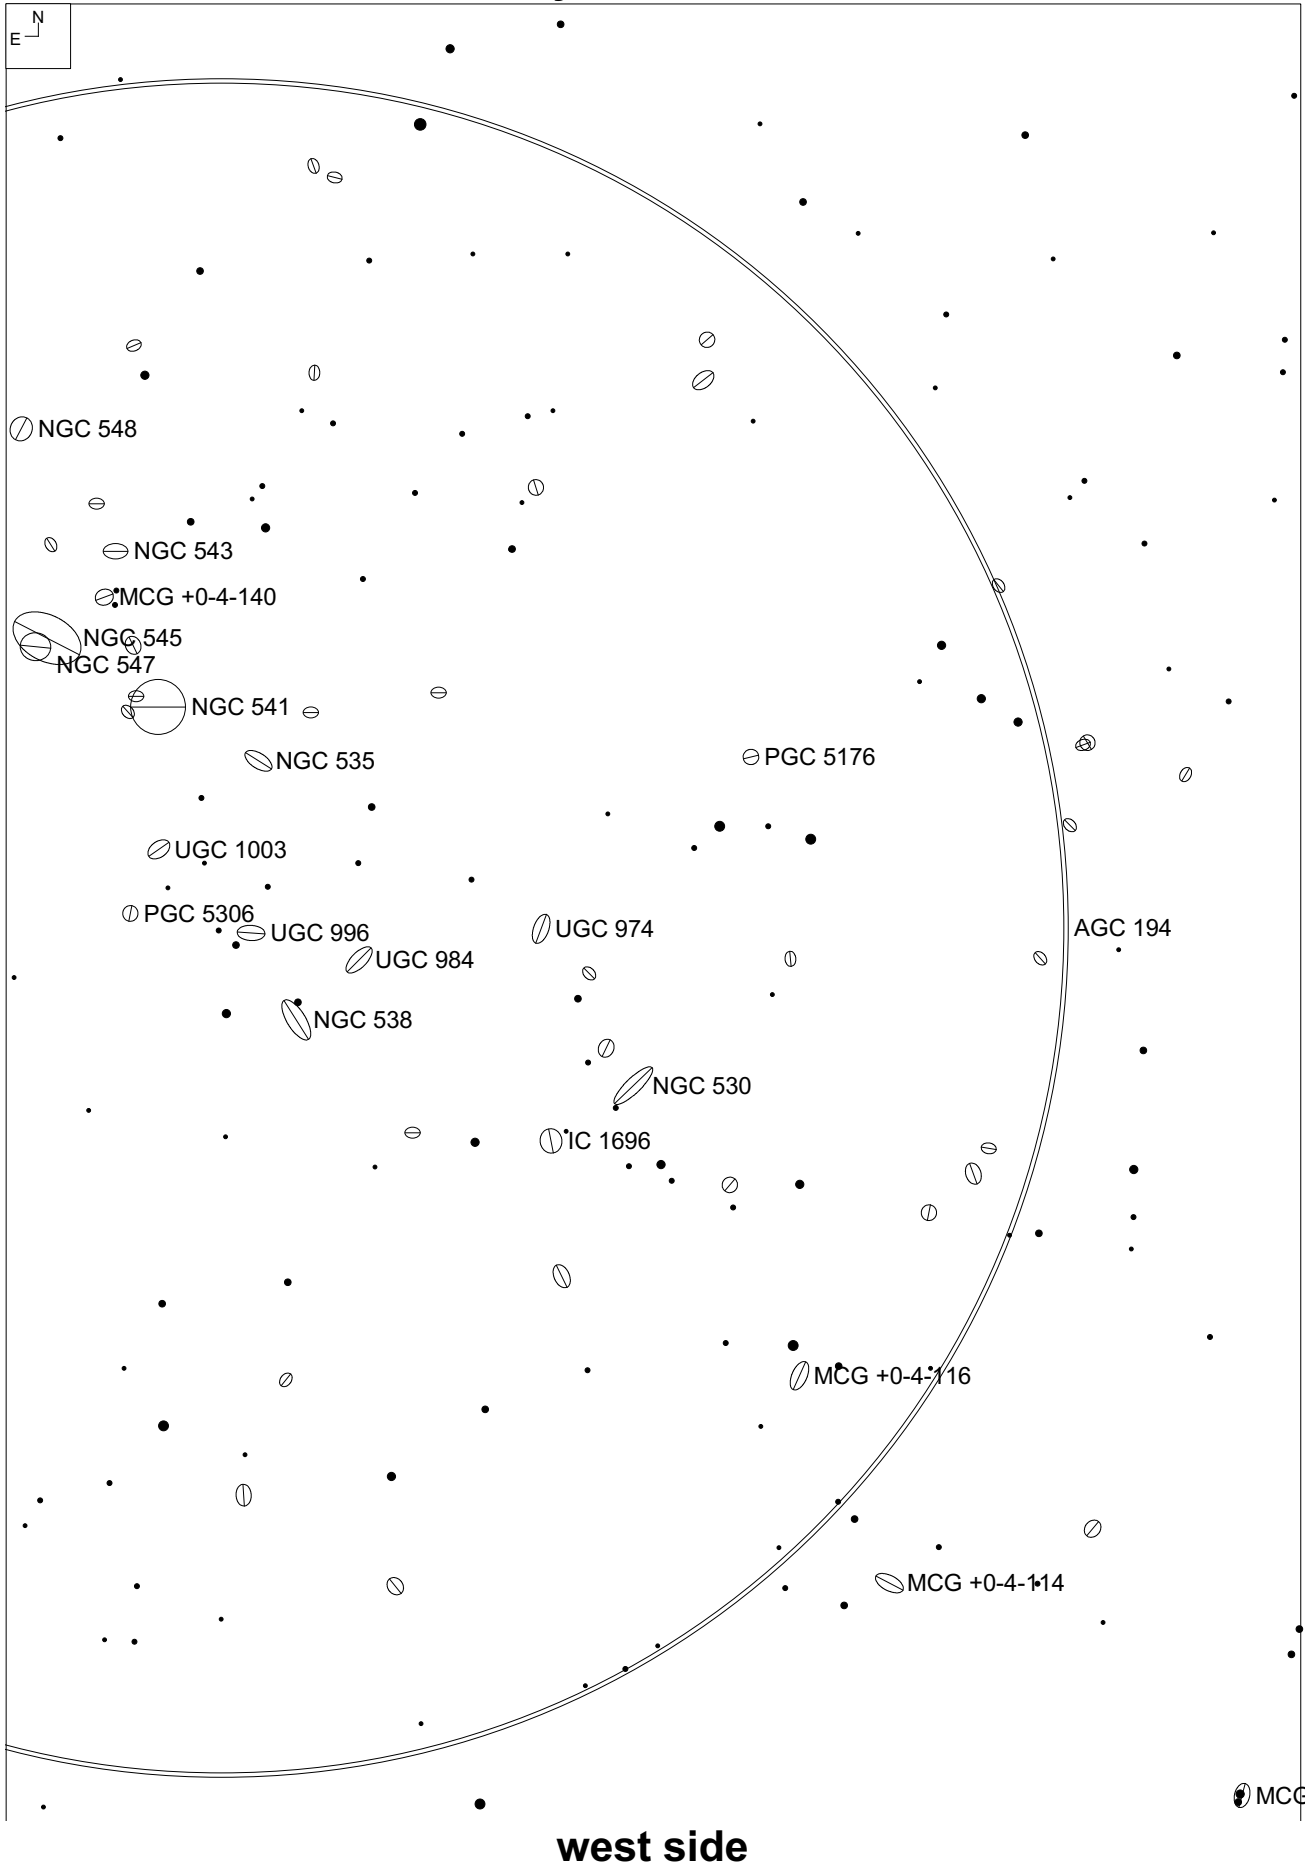 N
E
NGC 548
NGC 543
MCG +0-4-140
NGC 545
NGC 547
NGC 541
NGC 535
PGC 5176
UGC 1003
PGC 5306
UGC 996
UGC 974
AGC 194
UGC 984
NGC 538
NGC 530
IC 1696
MCG +0-4-116
MCG +0-4-114
MCG
west side